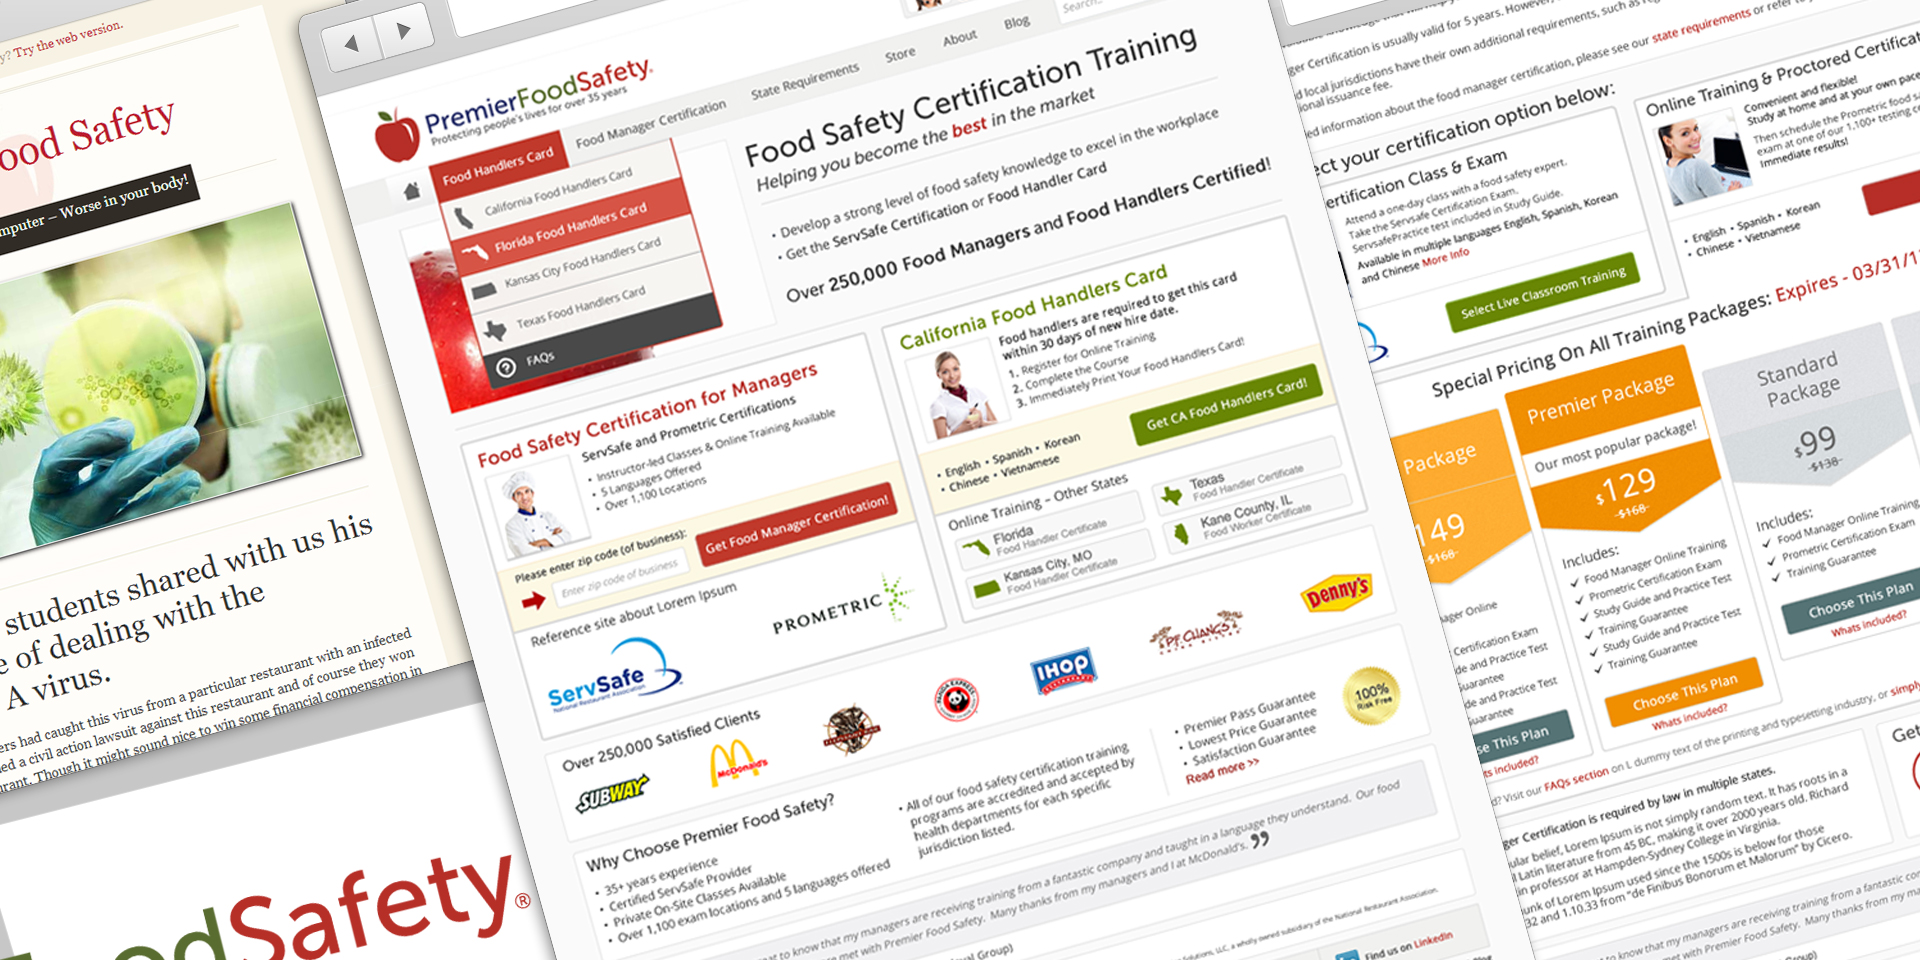 Try the web version.
Food Safety
mputer – Worse in your body!
students shared with us his
e of dealing with the
A virus.
ers had caught this virus from a particular restaurant with an infected
ed a civil action lawsuit against this restaurant and of course they won
urant. Though it might sound nice to win some financial compensation in
FoodSafety®
PremierFoodSafety.
Protecting people's lives for over 35 years
Food Handlers Card
Food Manager Certification
State Requirements
Store
About
Blog
Search..
California Food Handlers Card
Florida Food Handlers Card
Kansas City Food Handlers Card
Texas Food Handlers Card
FAQs
Food Safety Certification Training
Helping you become the best in the market
• Develop a strong level of food safety knowledge to excel in the workplace
• Get the ServSafe Certification or Food Handler Card
Over 250,000 Food Managers and Food Handlers Certified!
Food Safety Certification for Managers
ServSafe and Prometric Certifications
• Instructor-led Classes & Online Training Available
• 5 Languages Offered
• Over 1,100 Locations
Please enter zip code (of business):
Enter zip code of business
Get Food Manager Certification!
Reference site about Lorem Ipsum
ServSafe
National Restaurant Association
PROMETRIC
California Food Handlers Card
Food handlers are required to get this card
within 30 days of new hire date.
1. Register for Online Training
2. Complete the Course
3. Immediately Print Your Food Handlers Card!
• English • Spanish • Korean
• Chinese • Vietnamese
Get CA Food Handlers Card!
Online Training – Other States
Florida
Food Handler Certificate
Texas
Food Handler Certificate
Kansas City, MO
Food Handler Certificate
Kane County, IL
Food Worker Certificate
Over 250,000 Satisfied Clients
SUBWAY
McDonald's
PANDA EXPRESS
IHOP
RESTAURANT
P.F. CHANG'S
Denny's
Why Choose Premier Food Safety?
• 35+ years experience
• Certified ServSafe Provider
• Private On-Site Classes Available
• Over 1,100 exam locations and 5 languages offered
• All of our food safety certification training
programs are accredited and accepted by
health departments for each specific
jurisdiction listed.
• Premier Pass Guarantee
• Lowest Price Guarantee
• Satisfaction Guarantee
Read more >>
100%
Risk Free
to know that my managers are receiving training from a fantastic company and taught in a language they understand. Our food
met with Premier Food Safety. Many thanks from my managers and I at McDonald's.
Solutions, LLC, a wholly owned subsidiary of the National Restaurant Association.
Find us on LinkedIn
ger Certification is usually valid for 5 years. However,
d local jurisdictions have their own additional requirements, such as
ional issuance fee.
ed information about the food manager certification, please see our state requirements or refer to
ect your certification option below:
ertification Class & Exam
Attend a one-day class with a food safety expert.
Take the Servsafe Certification Exam.
ServsafePractice test included in Study Guide.
Available in multiple languages English, Spanish, Korean
and Chinese More Info
Select Live Classroom Training
Online Training & Proctored Certificat
Convenient and flexible!
Study at home and at your own pace
Then schedule the Prometric food sa
exam at one of our 1,100+ testing c
Immediate results!
• English • Spanish • Korean
• Chinese • Vietnamese
Special Pricing On All Training Packages: Expires - 03/31/1
Package
149
$168
ager Online
Certification Exam
de and Practice Test
uarantee
de and Practice Test
uarantee
se This Plan
ts included?
Premier Package
Our most popular package!
$129
$168
Includes:
Food Manager Online Training
Prometric Certification Exam
Study Guide and Practice Test
Training Guarantee
Study Guide and Practice Test
Training Guarantee
Choose This Plan
Whats included?
Standard
Package
$99
$138
Includes:
Food Manager Online Training
Prometric Certification Exam
Training Guarantee
Choose This Plan
Whats included?
d? Visit our FAQs section on L dummy text of the printing and typesetting industry, or simply
ger Certification is required by law in multiple states.
ular belief, Lorem Ipsum is not simply random text. It has roots in a
l Latin literature from 45 BC, making it over 2000 years old. Richard
in professor at Hampden-Sydney College in Virginia.
unk of Lorem Ipsum used since the 1500s is below for those
32 and 1.10.33 from "de Finibus Bonorum et Malorum" by Cicero.
Get
know that my managers are receiving training from a fantastic co
with Premier Food Safety. Many thanks from my ma